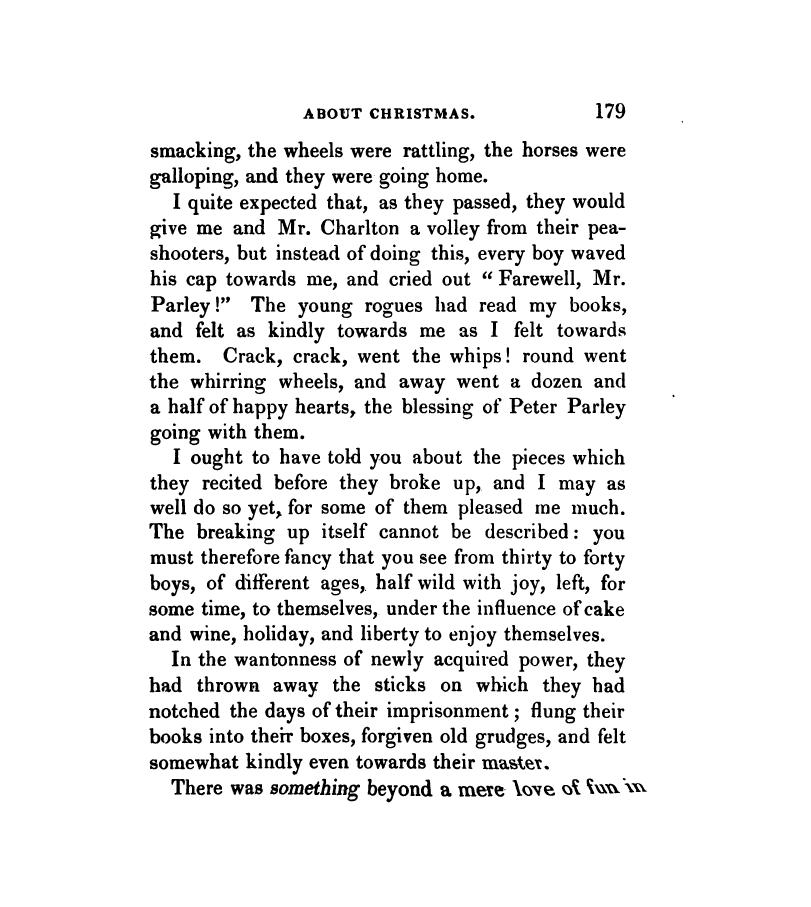 ABOUT CHRISTMAS. 179
smacking, the wheels were rattling, the horses were
galloping, and they were going home.
I quite expected that, as they passed, they would
give me and Mr. Charlton a volley from their pea-
shooters, but instead of doing this, every boy waved
his cap towards me, and cried out “ Farewell, Mr.
Parley!” The young rogues had read my books,
and felt as kindly towards me as I felt towards
them. Crack, crack, went the whips! round went
the whirring wheels, and away went a dozen and
a half of happy hearts, the blessing of Peter Parley
going with them.
I ought to have told you about the pieces which
they recited before they broke up, and I may as
well do so yet, for some of them pleased me much.
The breaking up itself cannot be described: you
must therefore fancy that you see from thirty to forty
boys, of different ages, half wild with joy, left, for
some time, to themselves, under the influence of cake
and wine, holiday, and liberty to enjoy themselves.
In the wantonness of newly acquired power, they
had thrown away the sticks on which they had
notched the days of their imprisonment; flung their
books into their boxes, forgiven old grudges, and felt
somewhat kindly even towards their master.
There was something beyond a mere love of fun in